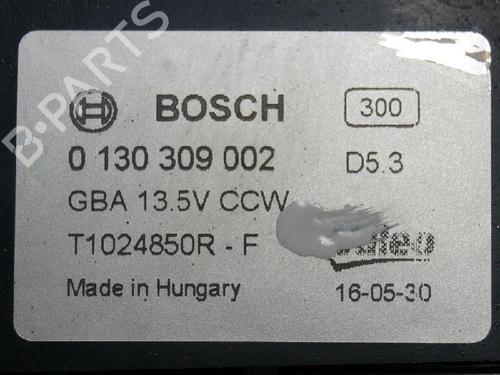 B-PARTS
BOSCH 300
0 130 309 002 D5.3
GBA 13.5V CCW
T1024850R - F
Made in Hungary 16-05-30